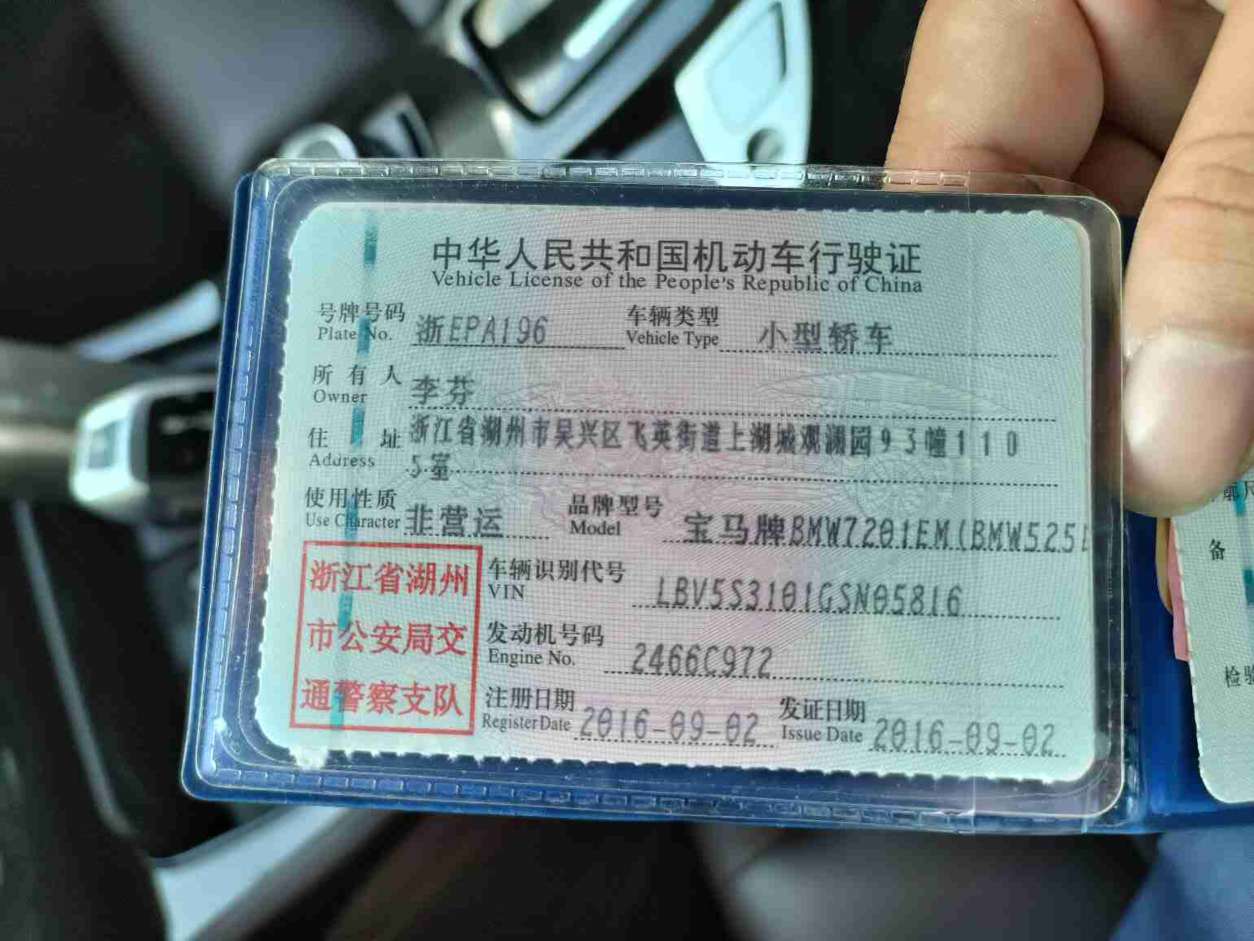 中华人民共和国机动车行驶证
Vehicle License of the People's Republic of China
号牌号码 浙EPA196 车辆类型 小型轿车
Plate No. Vehicle Type
所有人 李芬
Owner
住址 浙江省湖州市吴兴区飞英街道上湖城观渊园93幢110
Address 5室
使用性质 非营运 品牌型号 宝马牌BMW7201EM(BMW525
Use Character Model
浙江省湖州
市公安局交
通警察支队
车辆识别代号 LBV5S3101GSN05816
VIN
发动机号码 2466C972
Engine No.
注册日期 2016-09-02 发证日期 2016-09-02
Register Date Issue Date
备
检验